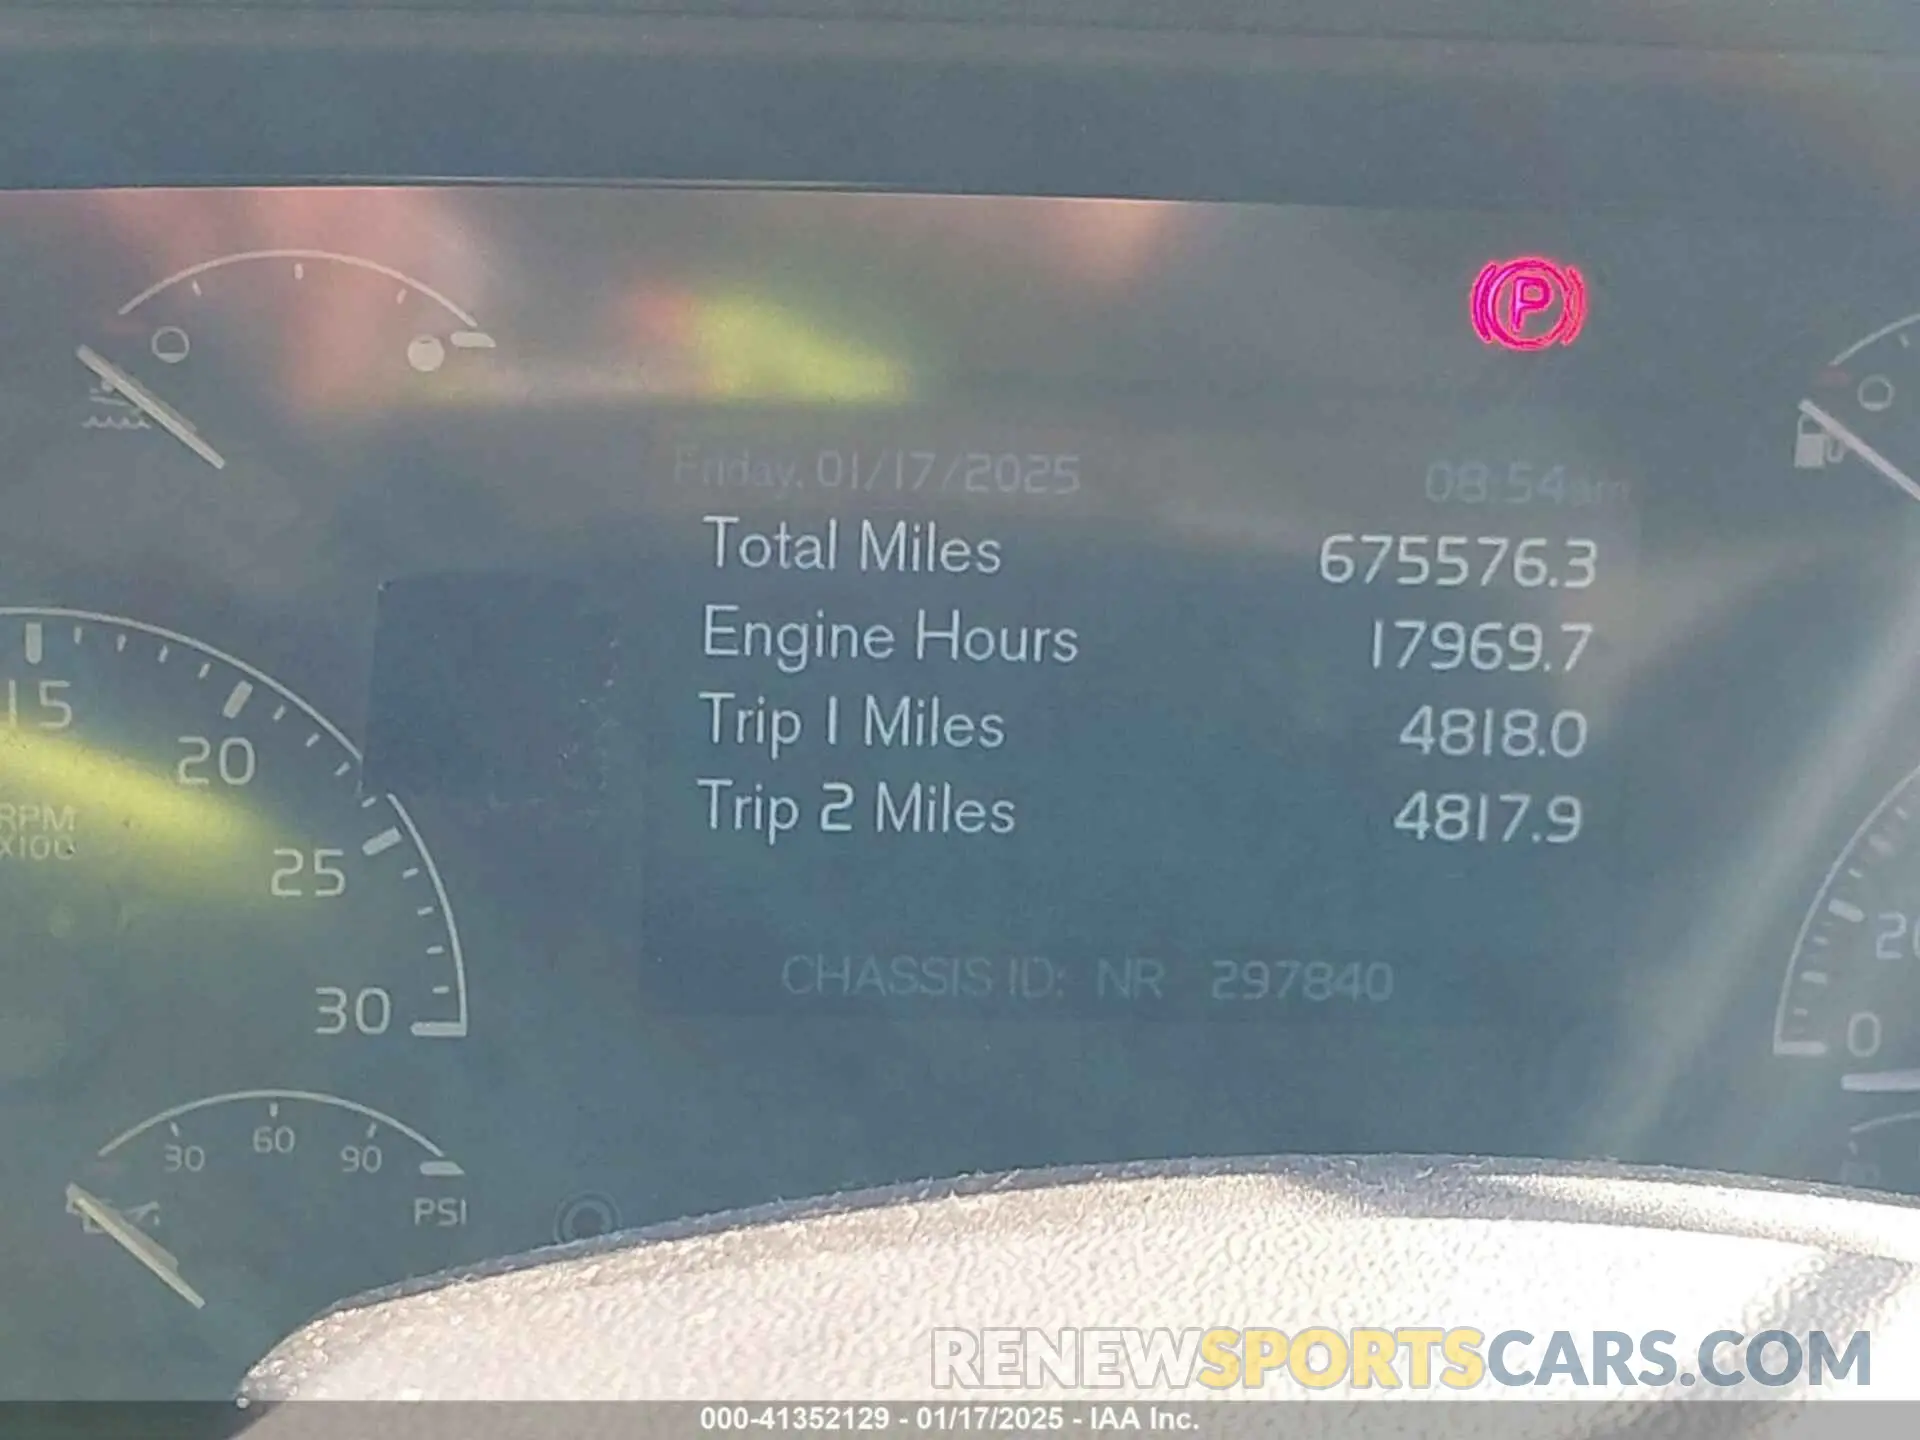 Friday, 01/17/2025 08:54am
Total Miles 675576.3
Engine Hours 17969.7
Trip 1 Miles 4818.0
Trip 2 Miles 4817.9
CHASSIS ID: NR 297840
P
15
20
25
30
RPM
X100
30 60 90
PSI
20
0
RENEWSPORTSCARS.COM
000-41352129 - 01/17/2025 - IAA Inc.